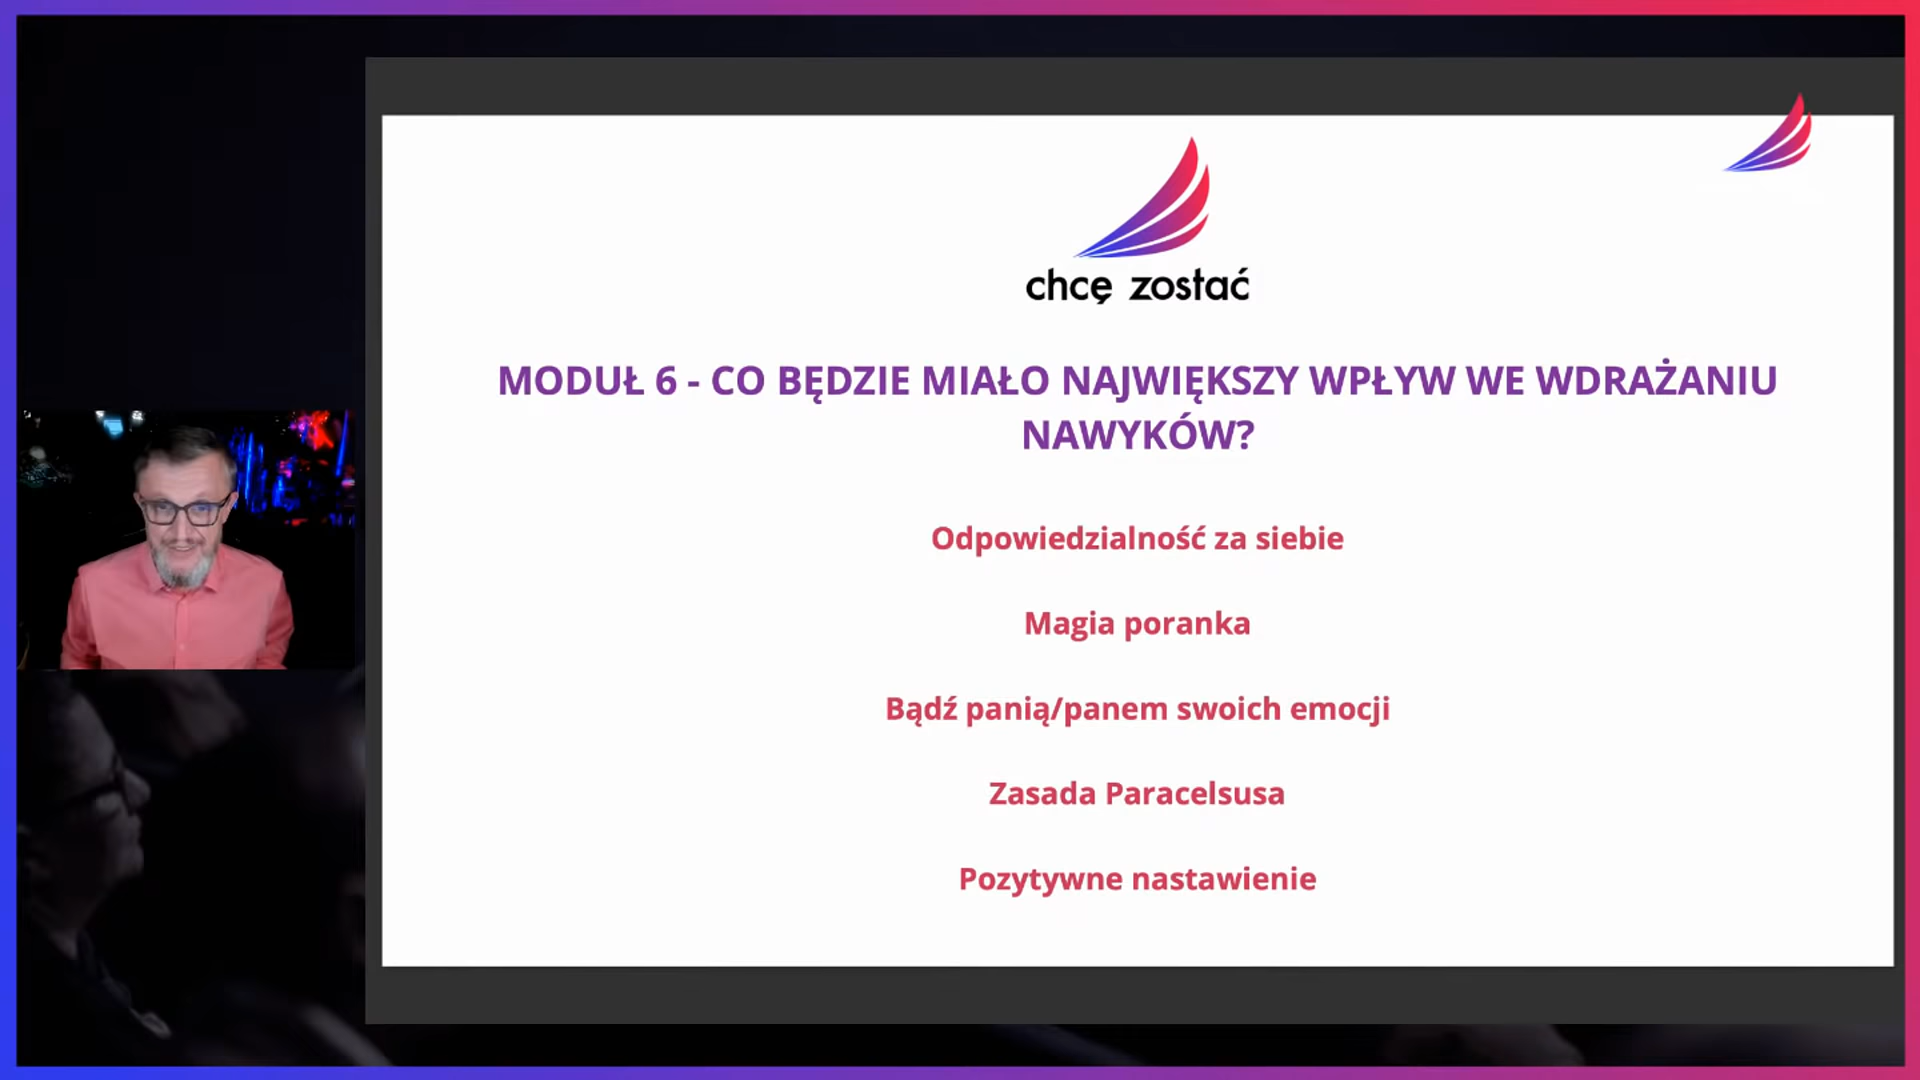 chcę zostać
MODUŁ 6 - CO BĘDZIE MIAŁO NAJWIĘKSZY WPŁYW WE WDRAŻANIU
NAWYKÓW?
Odpowiedzialność za siebie
Magia poranka
Bądź panią/panem swoich emocji
Zasada Paracelsusa
Pozytywne nastawienie